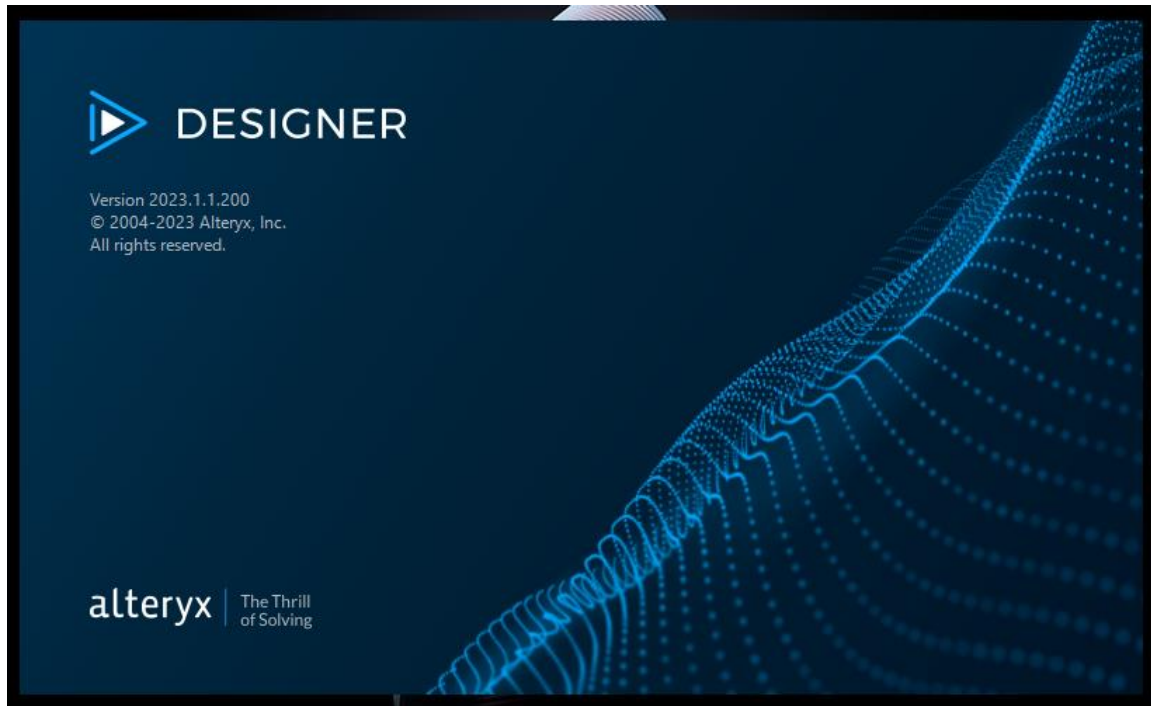 DESIGNER
Version 2023.1.1.200
© 2004-2023 Alteryx, Inc.
All rights reserved.
alteryx
The Thrill
of Solving